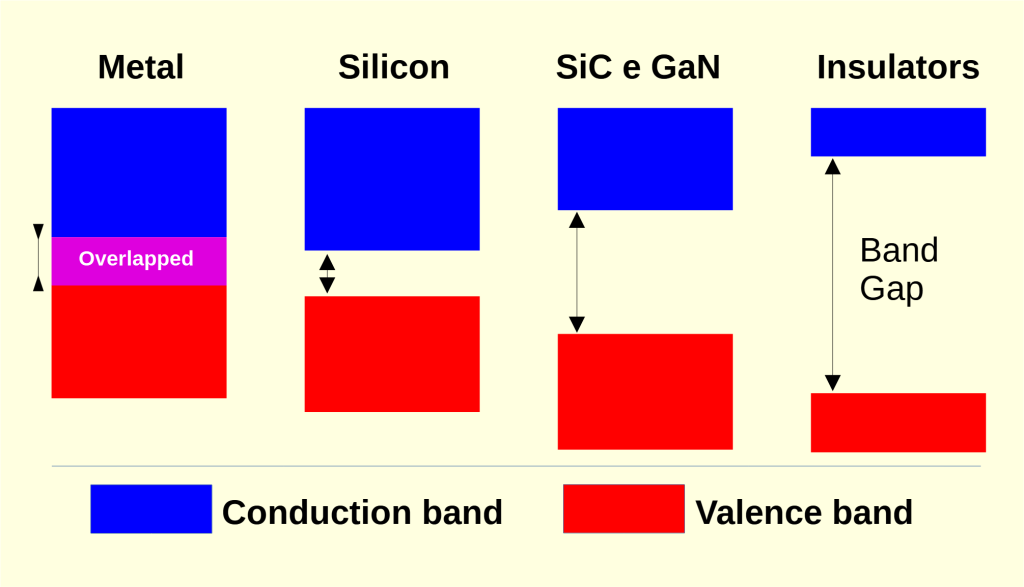 Metal
Silicon
SiC e GaN
Insulators
Overlapped
Band
Gap
Conduction band
Valence band